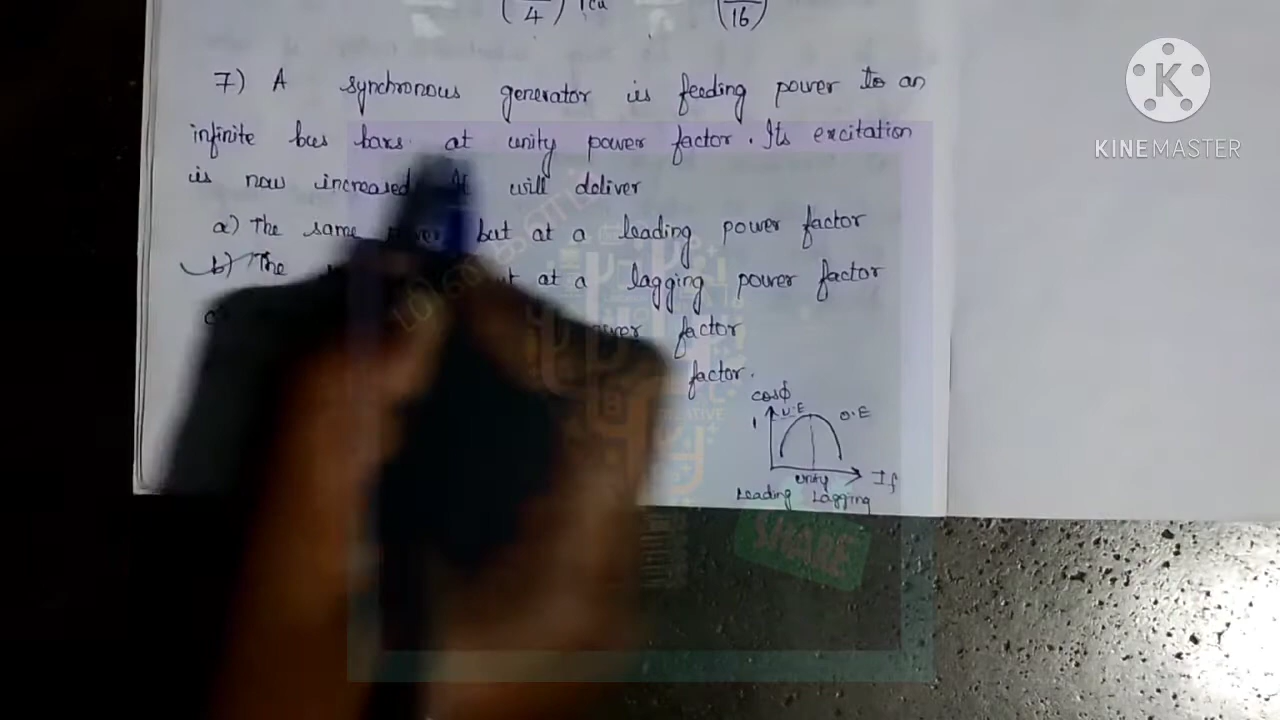 4 16
7) A synchronous generator is feeding power to an
infinite bus bars at unity power factor. Its excitation
is now increased It will deliver
a) The same but at a leading power factor
b) The at a lagging power factor
factor
factor.
cosϕ
1 U.E O.E
unity If
Leading Lagging
K
KINEMASTER
SHARE